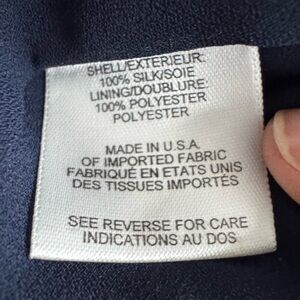 SHELL/EXTERIEUR:
100% SILK/SOIE
LINING/DOUBLURE:
100% POLYESTER
POLYESTER
MADE IN U.S.A.
OF IMPORTED FABRIC
FABRIQUÉ EN ETATS UNIS
DES TISSUES IMPORTÉS
SEE REVERSE FOR CARE
INDICATIONS AU DOS